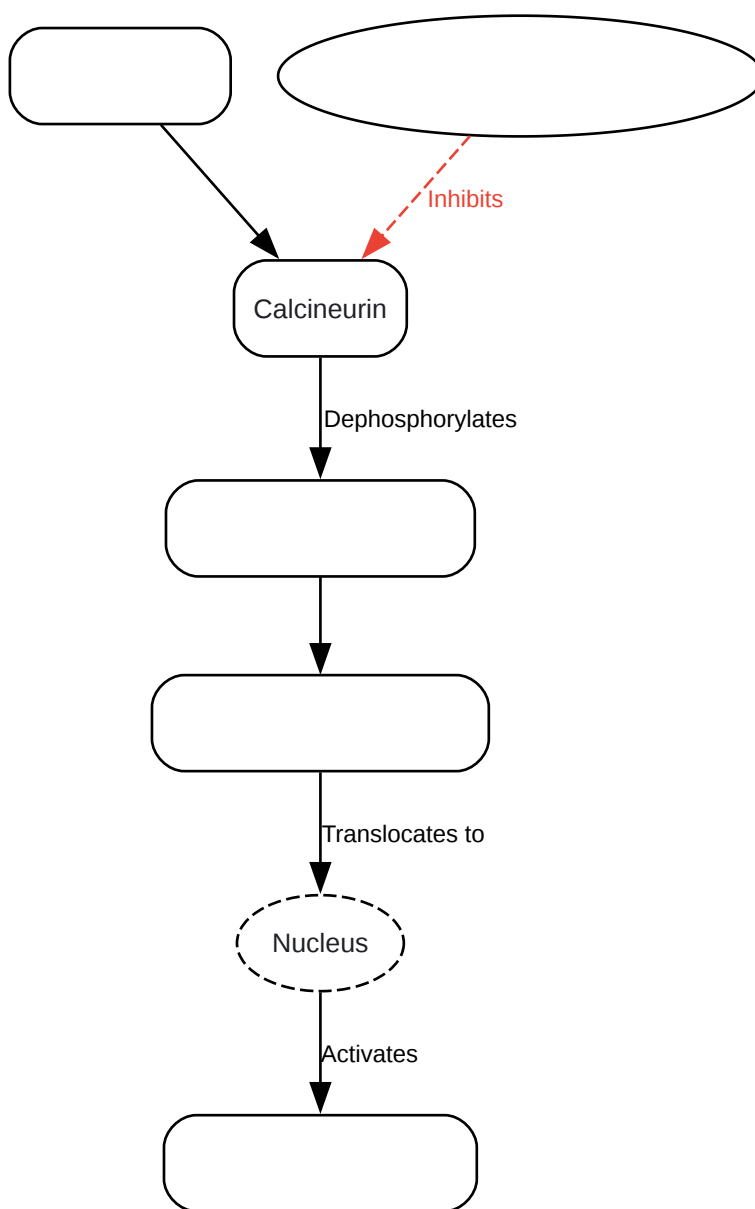 Inhibits
Calcineurin
Dephosphorylates
Translocates to
Nucleus
Activates